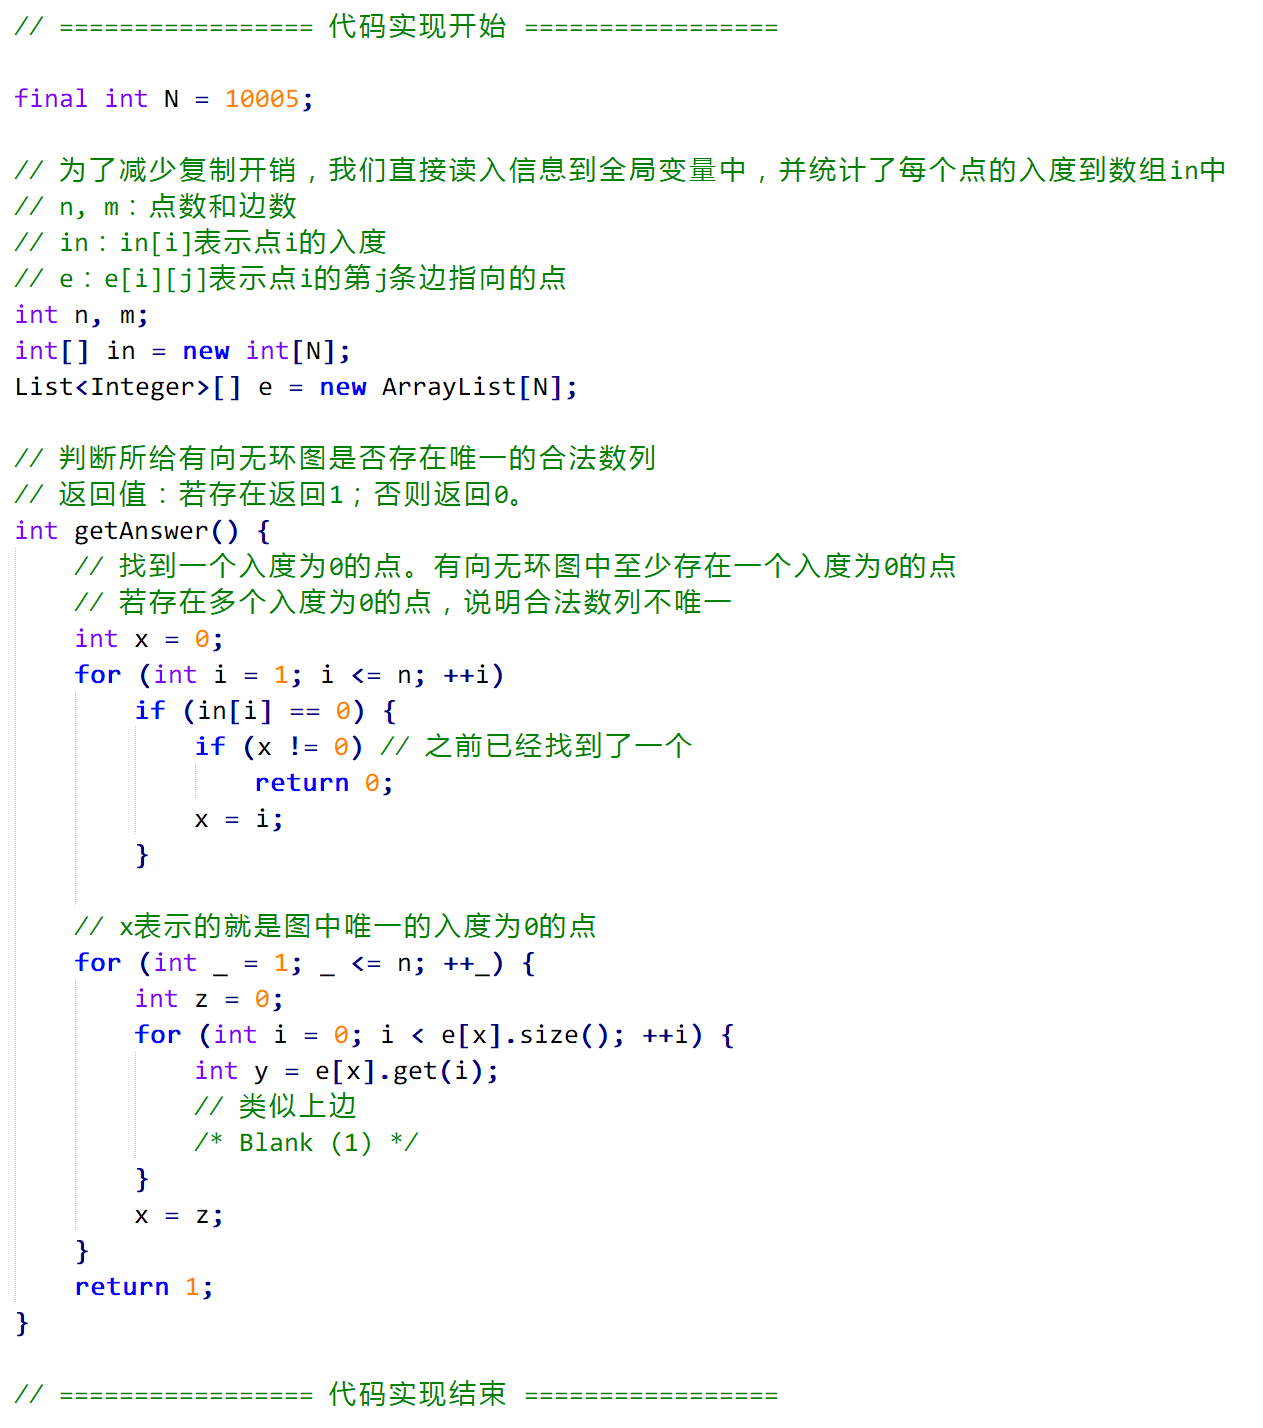 // ================= 代码实现开始 =================
final int N = 10005;
// 为了减少复制开销，我们直接读入信息到全局变量中，并统计了每个点的入度到数组in中
// n, m：点数和边数
// in：in[i]表示点i的入度
// e：e[i][j]表示点i的第j条边指向的点
int n, m;
int[] in = new int[N];
List<Integer>[] e = new ArrayList[N];
// 判断所给有向无环图是否存在唯一的合法数列
// 返回值：若存在返回1；否则返回0。
int getAnswer() {
    // 找到一个入度为0的点。有向无环图中至少存在一个入度为0的点
    // 若存在多个入度为0的点，说明合法数列不唯一
    int x = 0;
    for (int i = 1; i <= n; ++i)
        if (in[i] == 0) {
            if (x != 0) // 之前已经找到了一个
                return 0;
            x = i;
        }
    // x表示的就是图中唯一的入度为0的点
    for (int _ = 1; _ <= n; ++_) {
        int z = 0;
        for (int i = 0; i < e[x].size(); ++i) {
            int y = e[x].get(i);
            // 类似上边
            /* Blank (1) */
        }
        x = z;
    }
    return 1;
}
// ================= 代码实现结束 =================